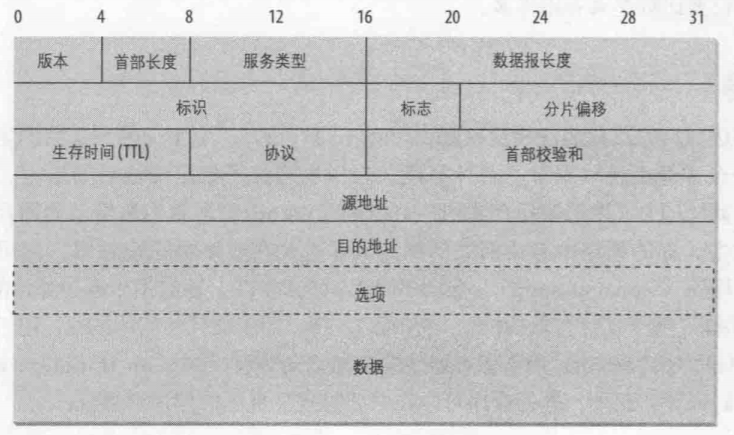 0 4 8 12 16 20 24 28 31
版本 首部长度 服务类型 数据报长度
标识 标志 分片偏移
生存时间(TTL) 协议 首部校验和
源地址
目的地址
选项
数据